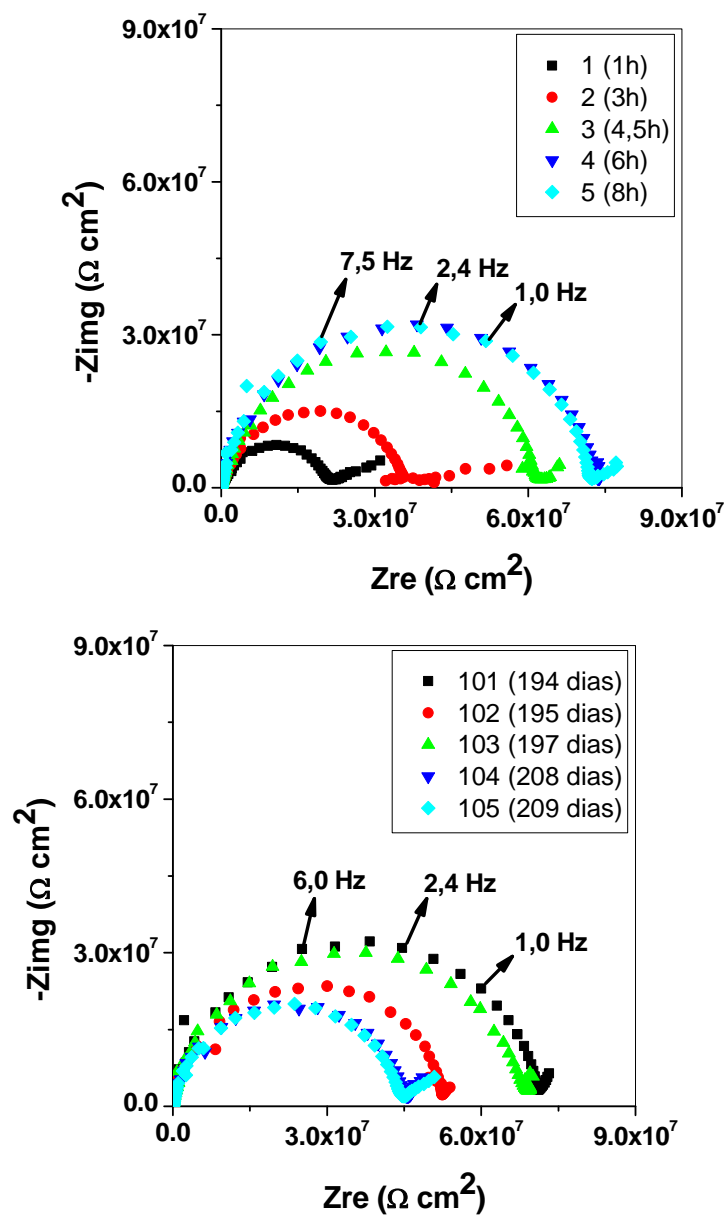 9.0x10⁷
6.0x10⁷
3.0x10⁷
0.0
-Zimg (Ω cm²)
1 (1h)
2 (3h)
3 (4,5h)
4 (6h)
5 (8h)
7,5 Hz
2,4 Hz
1,0 Hz
0.0 3.0x10⁷ 6.0x10⁷ 9.0x10⁷
Zre (Ω cm²)
9.0x10⁷
6.0x10⁷
3.0x10⁷
0.0
-Zimg (Ω cm²)
101 (194 dias)
102 (195 dias)
103 (197 dias)
104 (208 dias)
105 (209 dias)
6,0 Hz
2,4 Hz
1,0 Hz
0.0 3.0x10⁷ 6.0x10⁷ 9.0x10⁷
Zre (Ω cm²)